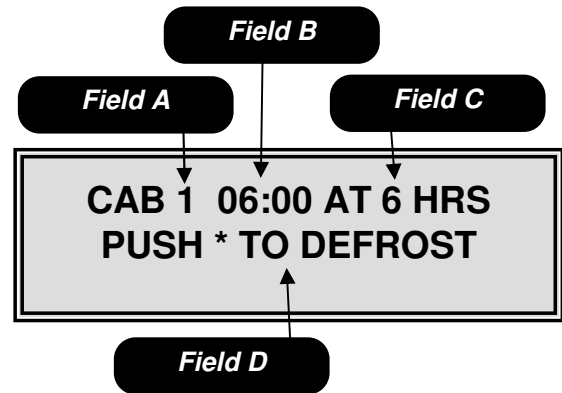 Field B
Field A
Field C
CAB 1 06:00 AT 6 HRS
PUSH * TO DEFROST
Field D